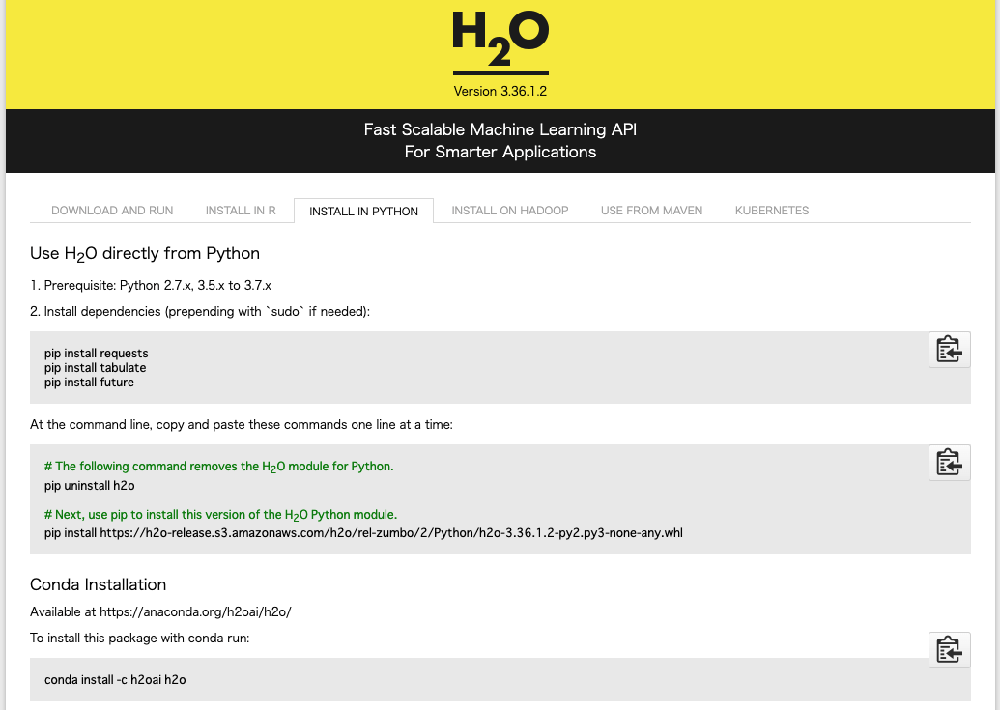 H2O
Version 3.36.1.2
Fast Scalable Machine Learning API
For Smarter Applications
DOWNLOAD AND RUN INSTALL IN R INSTALL IN PYTHON INSTALL ON HADOOP USE FROM MAVEN KUBERNETES
Use H2O directly from Python
1. Prerequisite: Python 2.7.x, 3.5.x to 3.7.x
2. Install dependencies (prepending with `sudo` if needed):
pip install requests
pip install tabulate
pip install future
At the command line, copy and paste these commands one line at a time:
# The following command removes the H2O module for Python.
pip uninstall h2o
# Next, use pip to install this version of the H2O Python module.
pip install https://h2o-release.s3.amazonaws.com/h2o/rel-zumbo/2/Python/h2o-3.36.1.2-py2.py3-none-any.whl
Conda Installation
Available at https://anaconda.org/h2oai/h2o/
To install this package with conda run:
conda install -c h2oai h2o